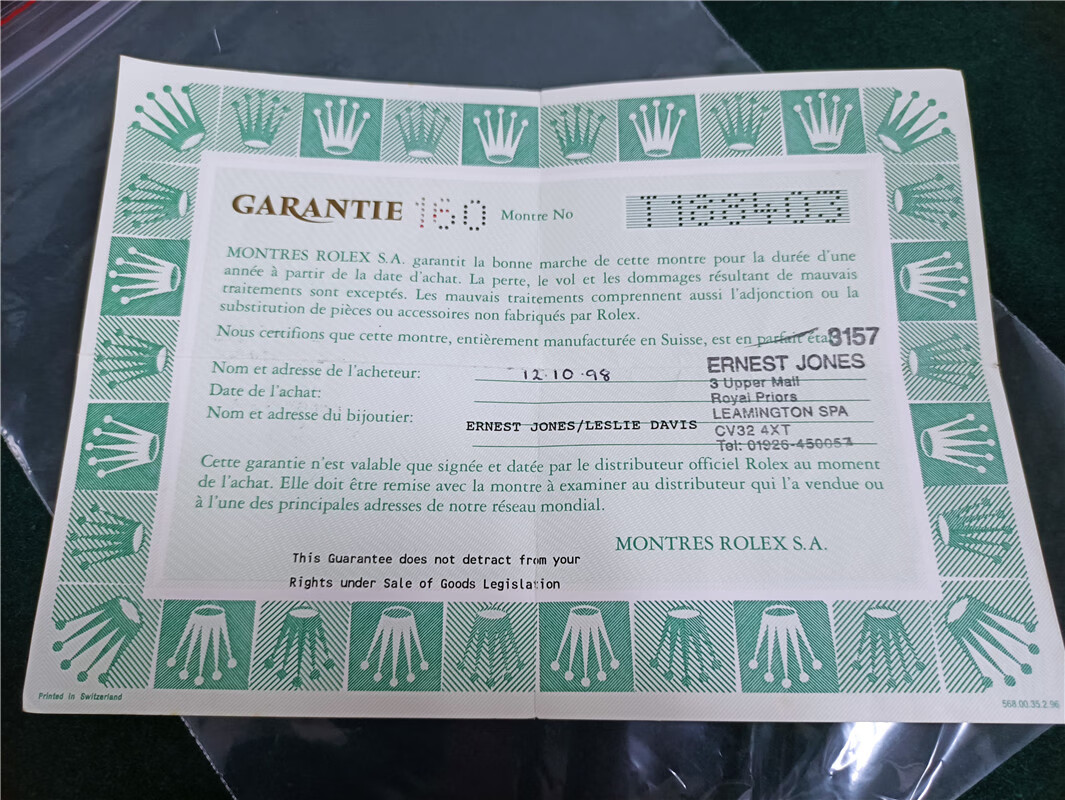 GARANTIE 160 Montre No T188403
MONTRES ROLEX S.A. garantit la bonne marche de cette montre pour la durée d'une
année à partir de la date d'achat. La perte, le vol et les dommages résultant de mauvais
traitements sont exceptés. Les mauvais traitements comprennent aussi l'adjonction ou la
substitution de pièces ou accessoires non fabriqués par Rolex.
Nous certifions que cette montre, entièrement manufacturée en Suisse, est en parfait éta 3157
Nom et adresse de l'acheteur: 12.10.98 ERNEST JONES
Date de l'achat: 3 Upper Mall
Royal Priors
Nom et adresse du bijoutier: ERNEST JONES/LESLIE DAVIS LEAMINGTON SPA
CV32 4XT
Tel: 01926-450057
Cette garantie n'est valable que signée et datée par le distributeur officiel Rolex au moment
de l'achat. Elle doit être remise avec la montre à examiner au distributeur qui l'a vendue ou
à l'une des principales adresses de notre réseau mondial.
MONTRES ROLEX S.A.
This Guarantee does not detract from your
Rights under Sale of Goods Legislation
Printed in Switzerland
568.00.35.2.96